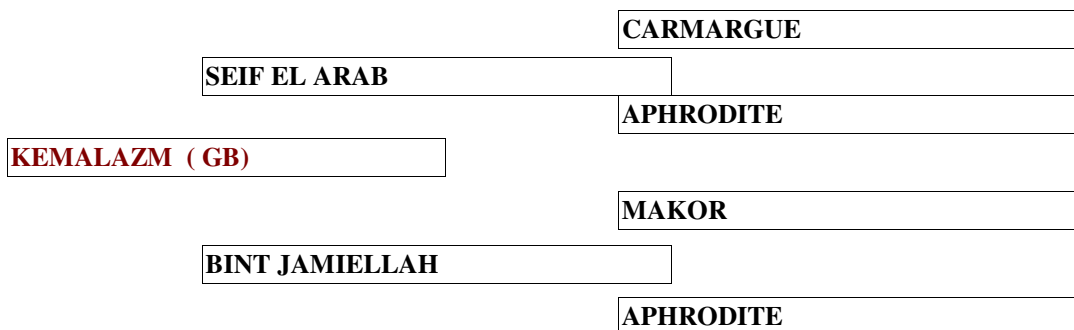 CARMARGUE
SEIF EL ARAB
APHRODITE
KEMALAZM ( GB)
MAKOR
BINT JAMIELLAH
APHRODITE